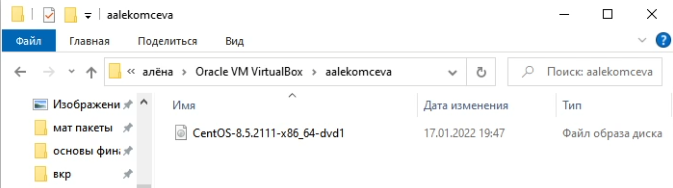 aalekomceva
Файл Главная Поделиться Вид
« алёна › Oracle VM VirtualBox › aalekomceva
Поиск: aalekomceva
Имя Дата изменения Тип
Изображени
мат пакеты
основы фин
вкр
CentOS-8.5.2111-x86_64-dvd1 17.01.2022 19:47 Файл образа диска